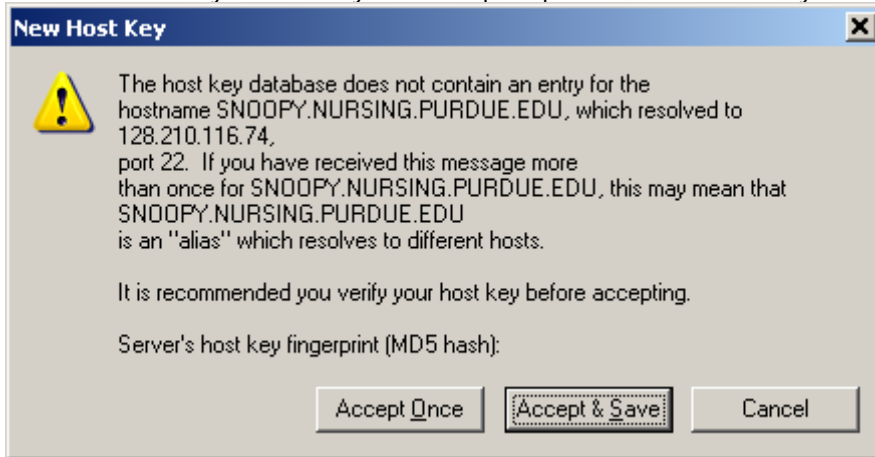 New Host Key
The host key database does not contain an entry for the
hostname SNOOPY.NURSING.PURDUE.EDU, which resolved to
128.210.116.74,
port 22. If you have received this message more
than once for SNOOPY.NURSING.PURDUE.EDU, this may mean that
SNOOPY.NURSING.PURDUE.EDU
is an "alias" which resolves to different hosts.
It is recommended you verify your host key before accepting.
Server's host key fingerprint (MD5 hash):
Accept Once Accept & Save Cancel